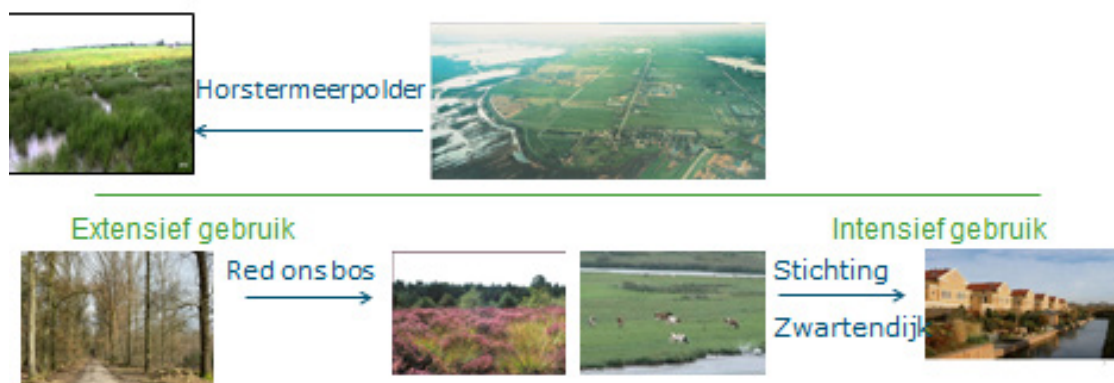 Horstermeerpolder
Extensief gebruik
Intensief gebruik
Red ons bos
Stichting
Zwartendijk